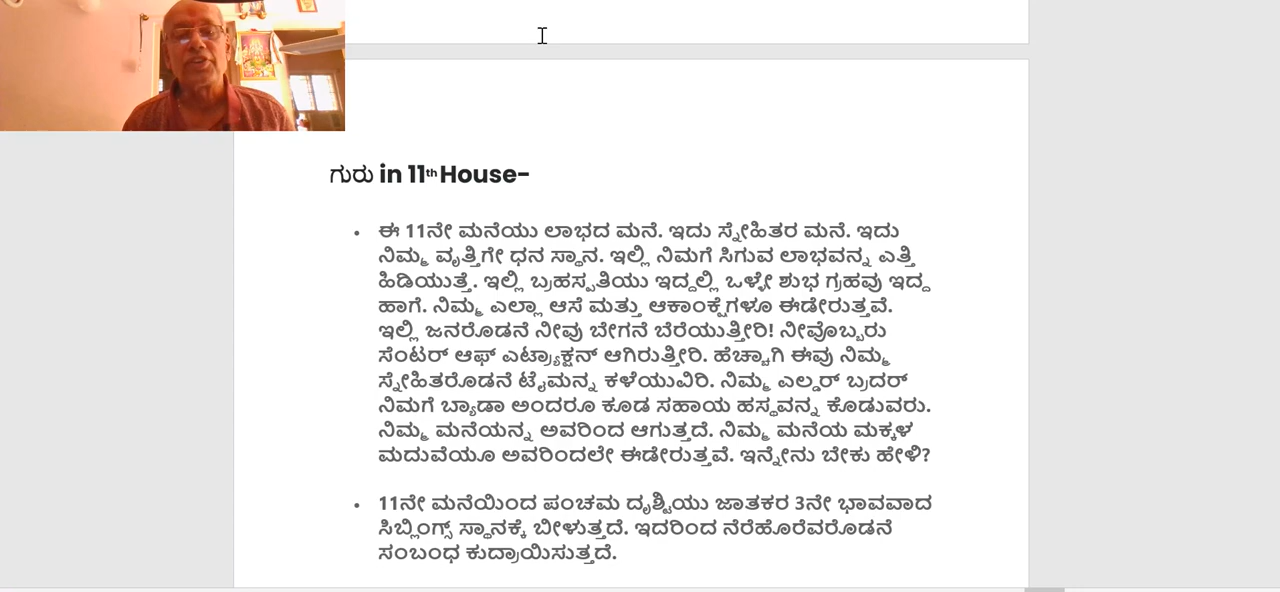 ಗುರು in 11th House-
• ಈ 11ನೇ ಮನೆಯು ಲಾಭದ ಮನೆ. ಇದು ಸ್ನೇಹಿತರ ಮನೆ. ಇದು
ನಿಮ್ಮ ವೃತ್ತಿಗೇ ಧನ ಸ್ಥಾನ. ಇಲ್ಲಿ ನಿಮಗೆ ಸಿಗುವ ಲಾಭವನ್ನು ಎತ್ತಿ
ಹಿಡಿಯುತ್ತೆ. ಇಲ್ಲಿ ಬ್ರಹಸ್ಪತಿಯು ಇದ್ದಲ್ಲಿ ಒಳ್ಳೇ ಶುಭ ಗ್ರಹವು ಇದ್ದ
ಹಾಗೆ. ನಿಮ್ಮ ಎಲ್ಲಾ ಆಸೆ ಮತ್ತು ಆಕಾಂಕ್ಷೆಗಳೂ ಈಡೇರುತ್ತವೆ.
ಇಲ್ಲಿ ಜನರೊಡನೆ ನೀವು ಬೇಗನೆ ಬೆರೆಯುತ್ತೀರಿ! ನೀವೊಬ್ಬರು
ಸೆಂಟರ್ ಆಫ್ ಎಟ್ರ್ಯಾಕ್ಷನ್ ಆಗಿರುತ್ತೀರಿ. ಹೆಚ್ಚಾಗಿ ಈವು ನಿಮ್ಮ
ಸ್ನೇಹಿತರೊಡನೆ ಟೈಮನ್ನು ಕಳೆಯುವಿರಿ. ನಿಮ್ಮ ಎಲ್ಡರ್ ಬ್ರದರ್
ನಿಮಗೆ ಬ್ಯಾಡಾ ಅಂದರೂ ಕೂಡ ಸಹಾಯ ಹಸ್ಥವನ್ನು ಕೊಡುವರು.
ನಿಮ್ಮ ಮನೆಯನ್ನು ಅವರಿಂದ ಆಗುತ್ತದೆ. ನಿಮ್ಮ ಮನೆಯ ಮಕ್ಕಳ
ಮದುವೆಯೂ ಅವರಿಂದಲೇ ಈಡೇರುತ್ತವೆ. ಇನ್ನೇನು ಬೇಕು ಹೇಳಿ?
• 11ನೇ ಮನೆಯಿಂದ ಪಂಚಮ ದೃಶ್ಟಿಯು ಜಾತಕರ 3ನೇ ಭಾವವಾದ
ಸಿಬ್ಲಿಂಗ್ಸ್ ಸ್ಥಾನಕ್ಕೆ ಬೀಳುತ್ತದೆ. ಇದರಿಂದ ನೆರೆಹೊರೆವರೊಡನೆ
ಸಂಬಂಧ ಕುದ್ರಾಯಿಸುತ್ತದೆ.